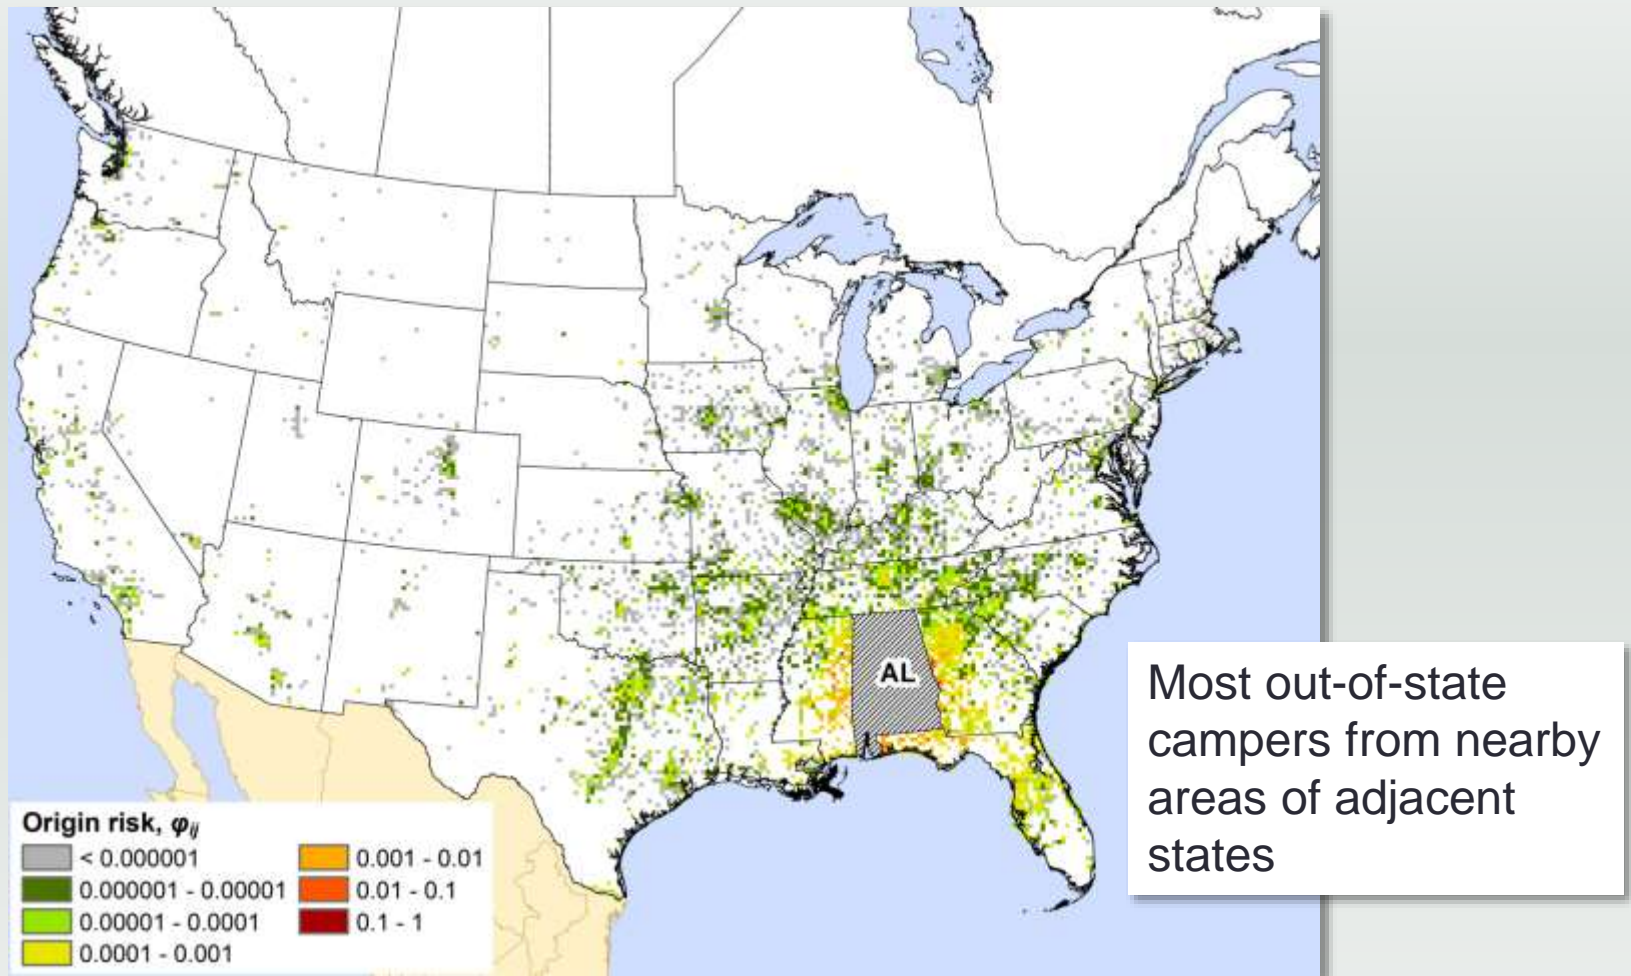 AL
Most out-of-state
campers from nearby
areas of adjacent
states
Origin risk, φij
< 0.000001
0.000001 - 0.00001
0.00001 - 0.0001
0.0001 - 0.001
0.001 - 0.01
0.01 - 0.1
0.1 - 1